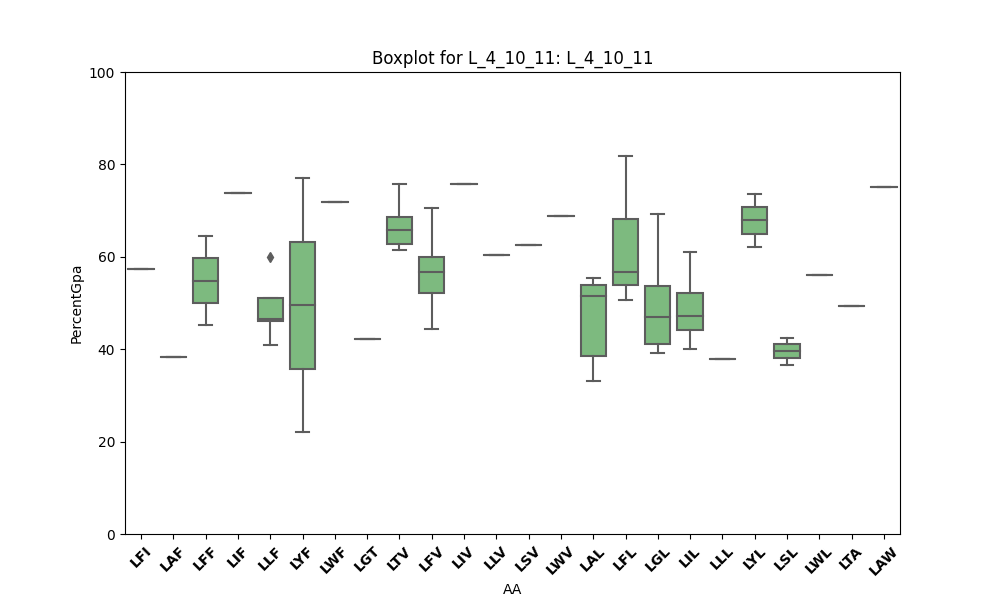 Boxplot for L_4_10_11: L_4_10_11
PercentGpa
100
80
60
40
20
0
LFI LAF LFF LIF LLF LYF LWF LGT LTV LFV LIV LLV LSV LWV LAL LFL LGL LIL LLL LYL LSL LWL LTA LAW
AA